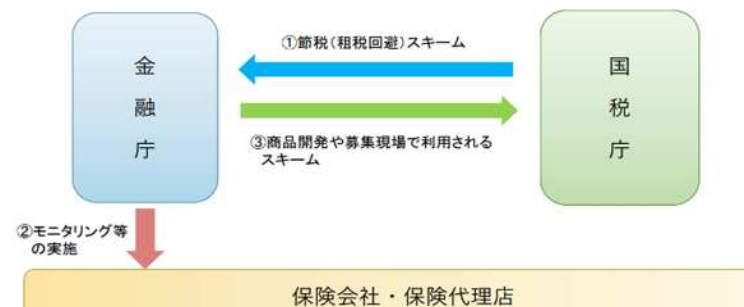 ①節税(租税回避)スキーム
金融庁
国税庁
③商品開発や募集現場で利用される
スキーム
②モニタリング等
の実施
保険会社・保険代理店